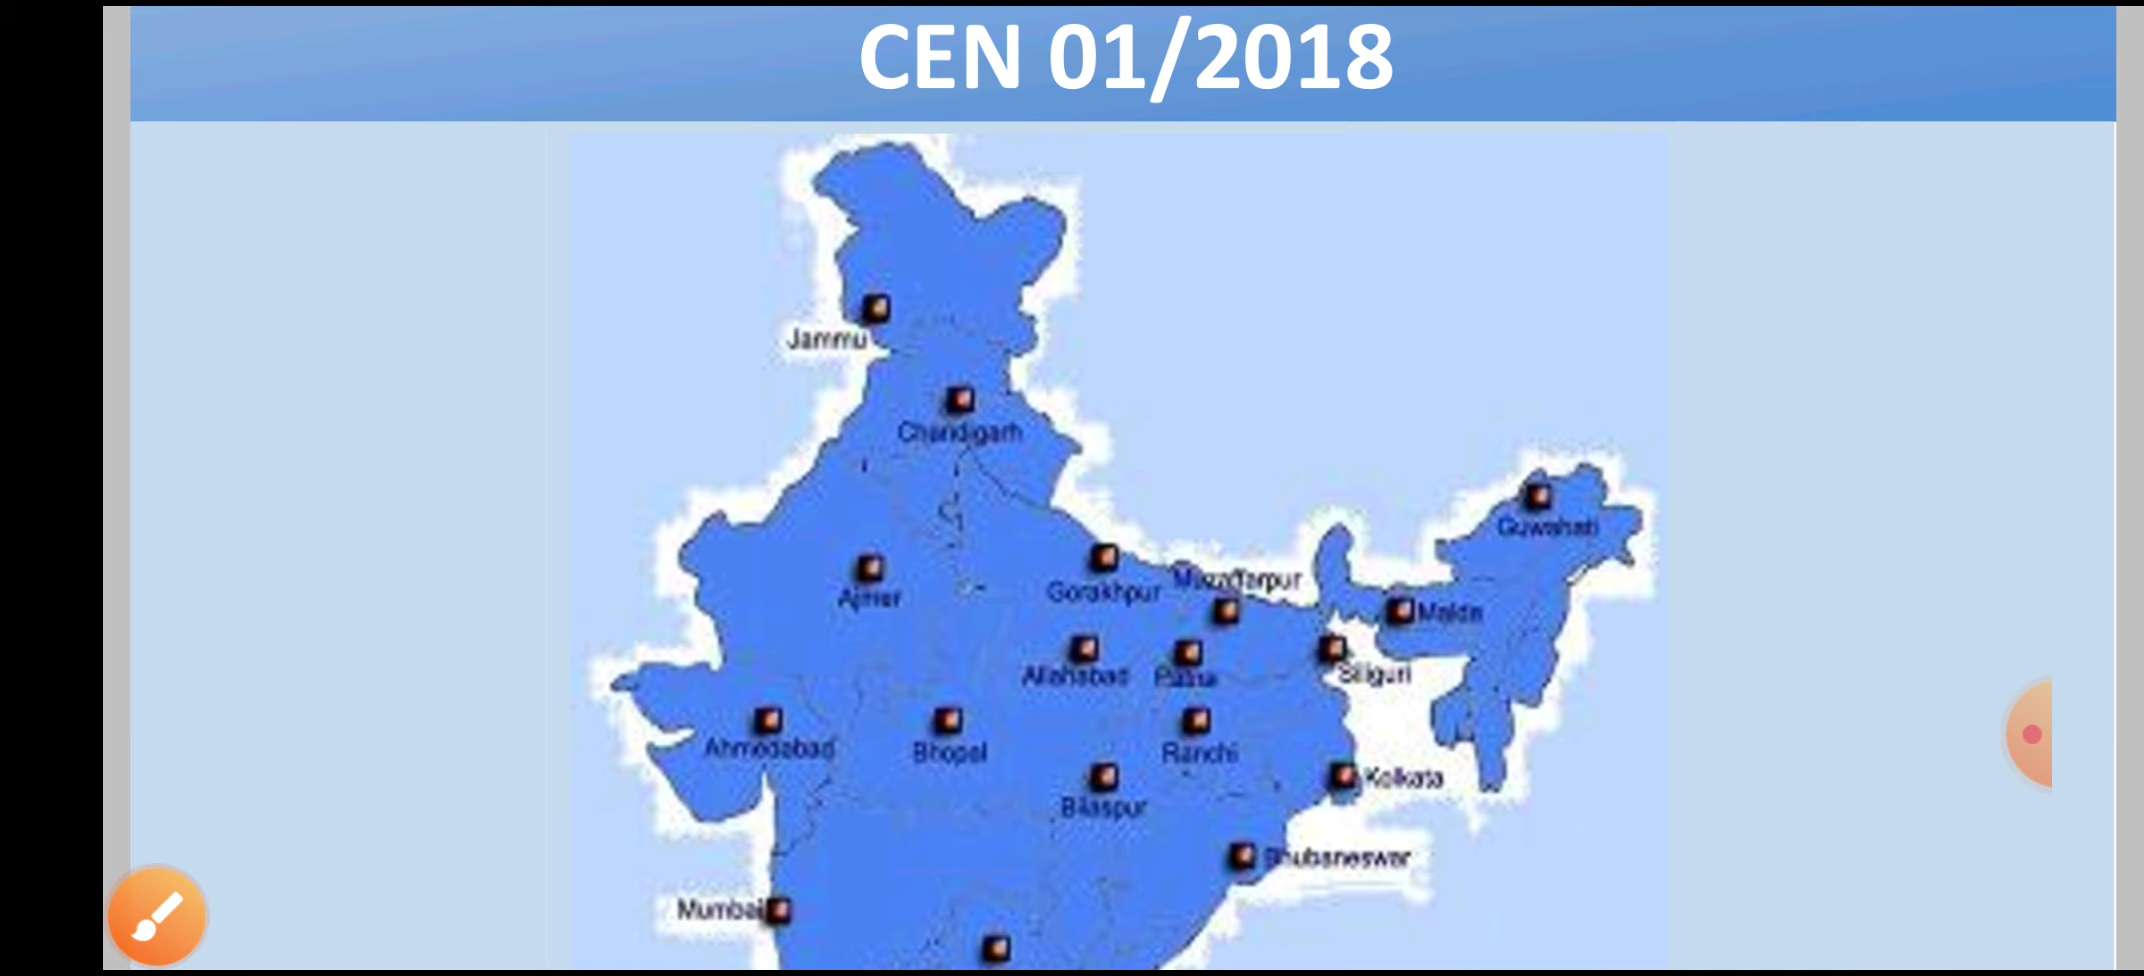 CEN 01/2018
Jammu
Chandigarh
Guwahati
Ajmer
Gorakhpur
Muzaffarpur
Malda
Allahabad
Patna
Siliguri
Ahmedabad
Bhopal
Ranchi
Kolkata
Bilaspur
Bhubaneswar
Mumbai